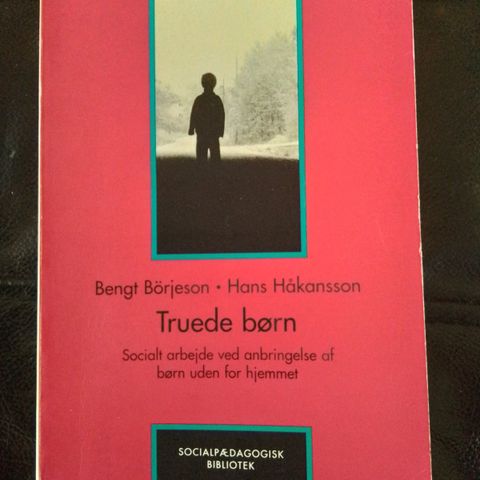 Bengt Börjeson • Hans Håkansson
Truede børn
Socialt arbejde ved anbringelse af
børn uden for hjemmet
SOCIALPÆDAGOGISK
BIBLIOTEK